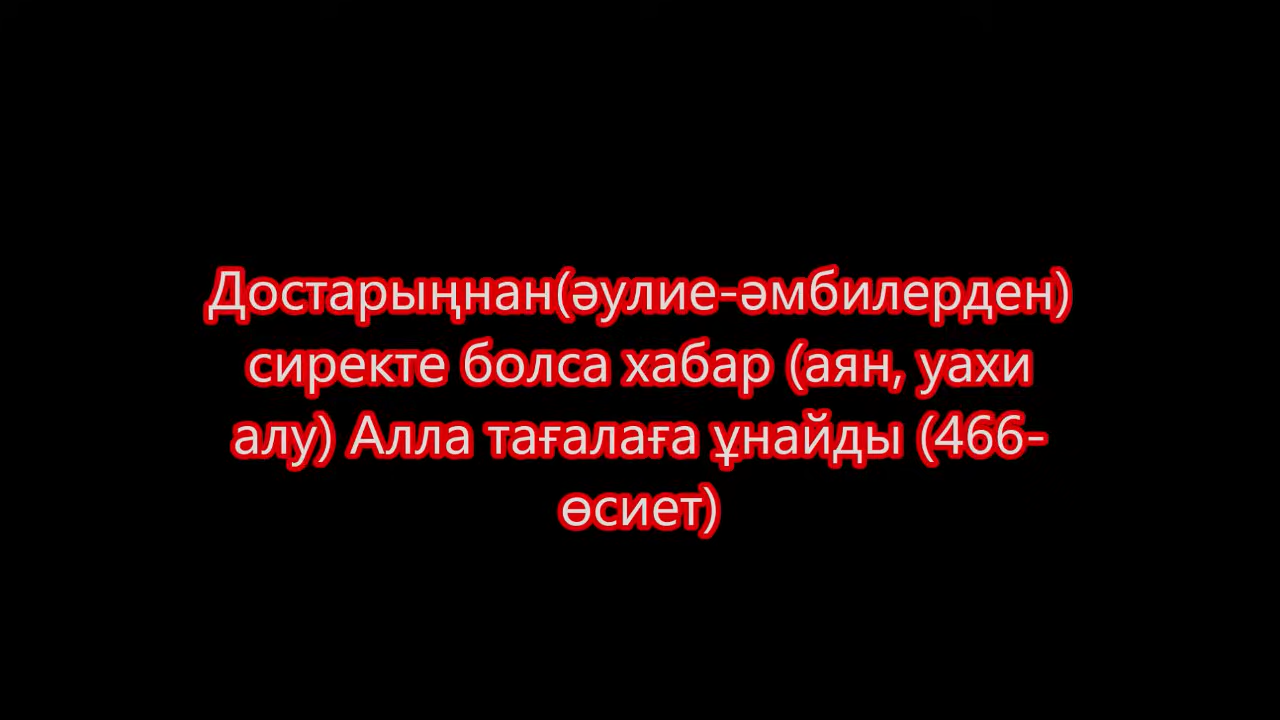 Достарыңнан(әулие-әмбилерден)
сиректе болса хабар (аян, уахи
алу) Алла тағалаға ұнайды (466-
өсиет)